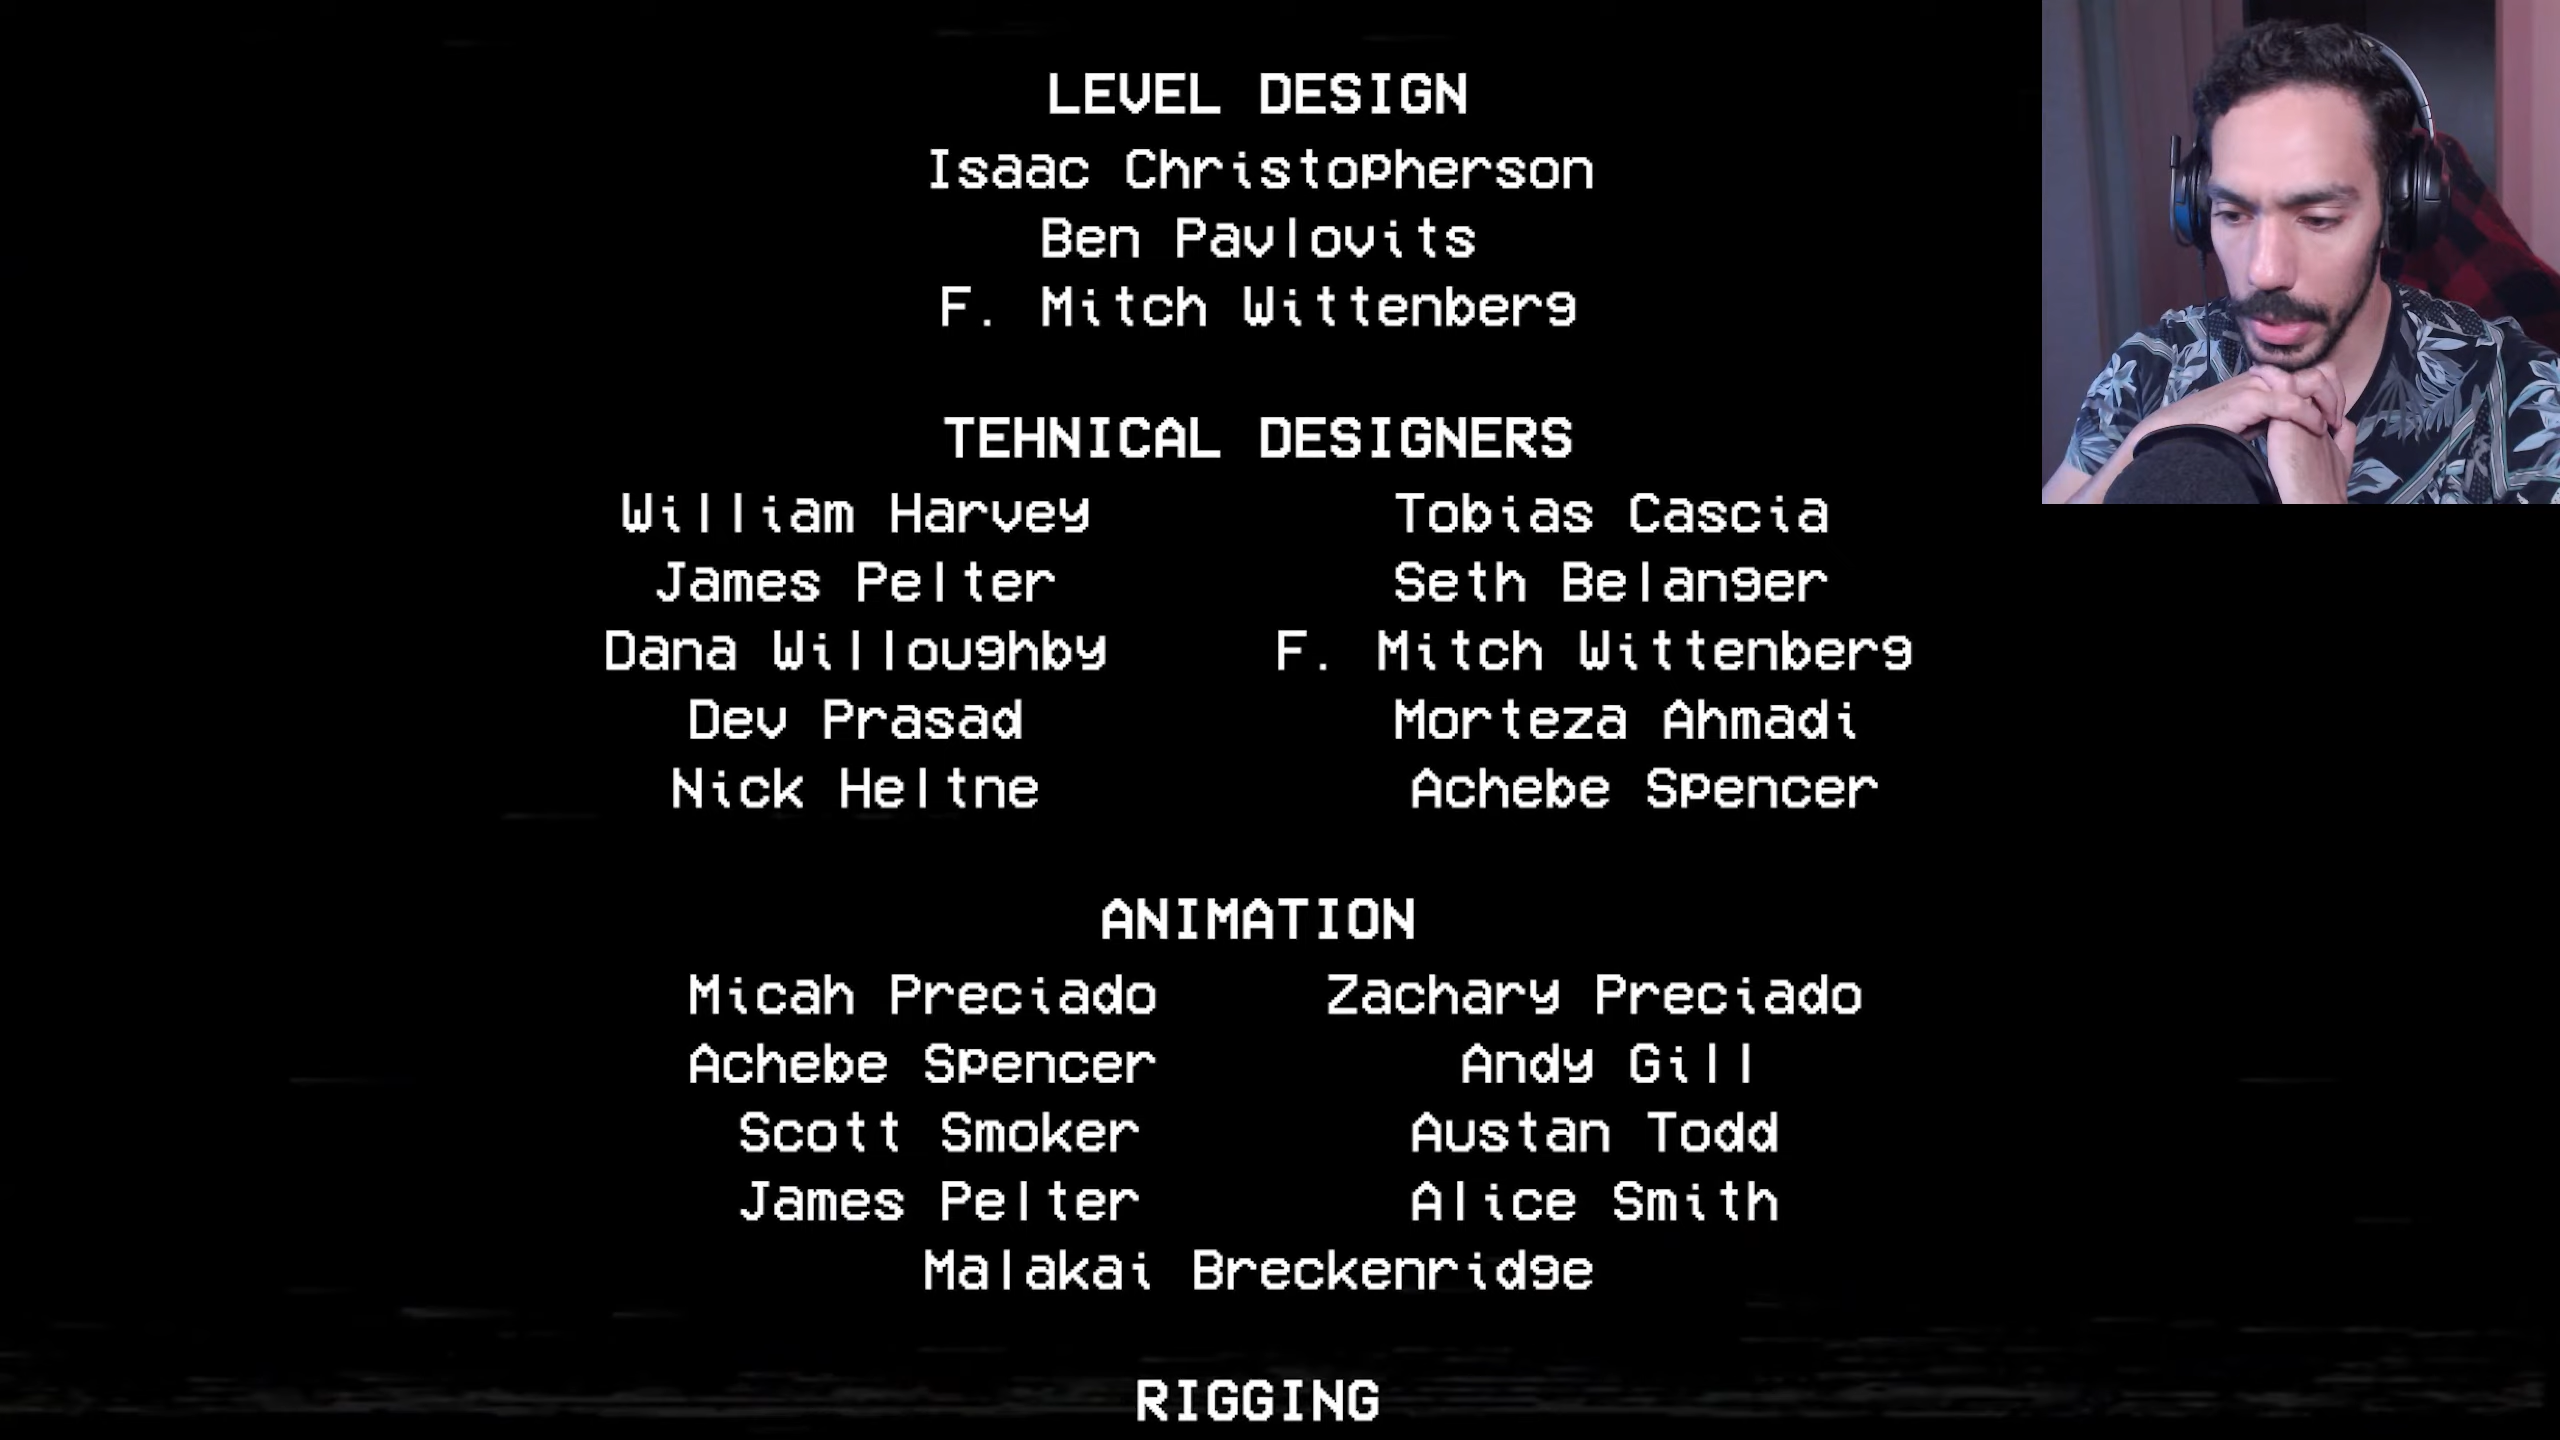 LEVEL DESIGN
Isaac Christopherson
Ben Pavlovits
F. Mitch Wittenberg
TEHNICAL DESIGNERS
William Harvey Tobias Cascia
James Pelter Seth Belanger
Dana Willoughby F. Mitch Wittenberg
Dev Prasad Morteza Ahmadi
Nick Heltne Achebe Spencer
ANIMATION
Micah Preciado Zachary Preciado
Achebe Spencer Andy Gill
Scott Smoker Austan Todd
James Pelter Alice Smith
Malakai Breckenridge
RIGGING